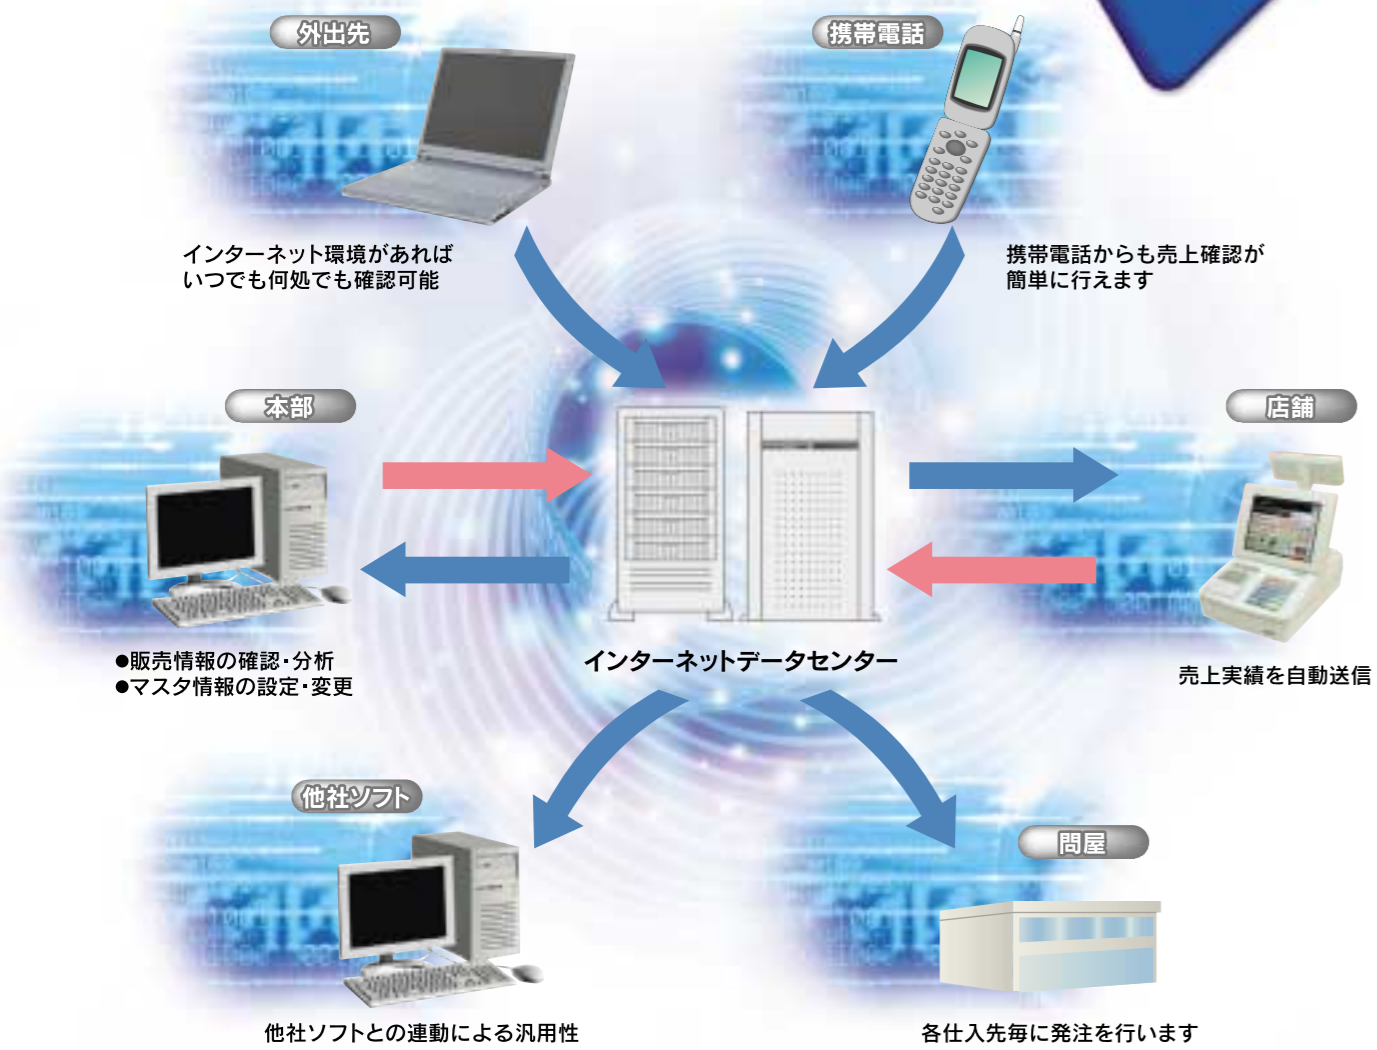 外出先
携帯電話
インターネット環境があれば
いつでも何処でも確認可能
携帯電話からも売上確認が
簡単に行えます
本部
店舗
●販売情報の確認・分析
●マスタ情報の設定・変更
インターネットデータセンター
売上実績を自動送信
他社ソフト
問屋
他社ソフトとの連動による汎用性
各仕入先毎に発注を行います